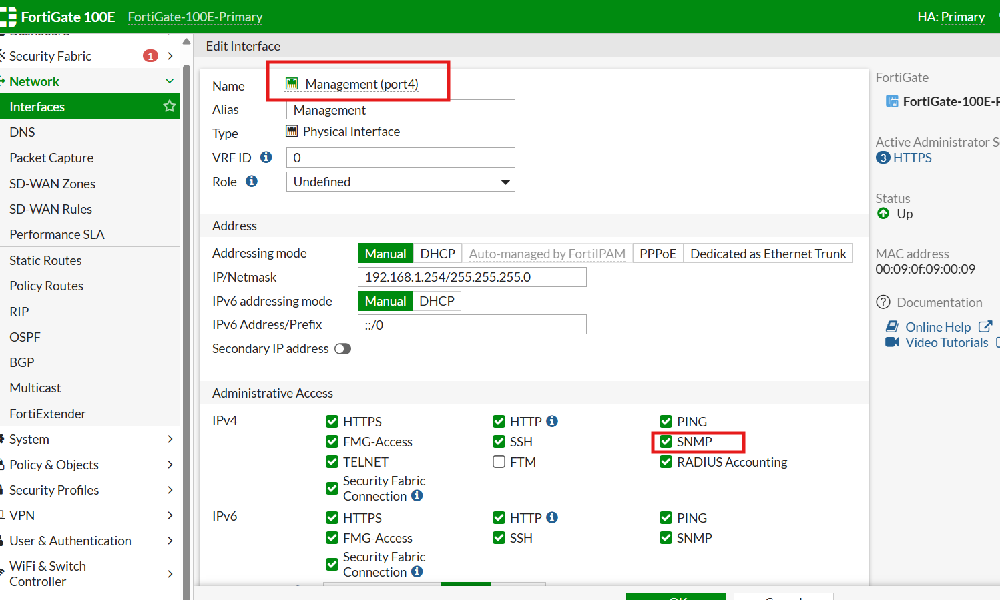 FortiGate 100E
FortiGate-100E-Primary
HA: Primary
Dashboard
Security Fabric
1
Network
Interfaces
DNS
Packet Capture
SD-WAN Zones
SD-WAN Rules
Performance SLA
Static Routes
Policy Routes
RIP
OSPF
BGP
Multicast
FortiExtender
System
Policy & Objects
Security Profiles
VPN
User & Authentication
WiFi & Switch
Controller
Edit Interface
Name
Management (port4)
Alias
Management
Type
Physical Interface
VRF ID
0
Role
Undefined
Address
Addressing mode
Manual
DHCP
Auto-managed by FortiIPAM
PPPoE
Dedicated as Ethernet Trunk
IP/Netmask
192.168.1.254/255.255.255.0
IPv6 addressing mode
Manual
DHCP
IPv6 Address/Prefix
::/0
Secondary IP address
Administrative Access
IPv4
HTTPS
HTTP
PING
FMG-Access
SSH
SNMP
TELNET
FTM
RADIUS Accounting
Security Fabric
Connection
IPv6
HTTPS
HTTP
PING
FMG-Access
SSH
SNMP
Security Fabric
Connection
FortiGate
FortiGate-100E-P
Active Administrator S
3 HTTPS
Status
Up
MAC address
00:09:0f:09:00:09
Documentation
Online Help
Video Tutorials
OK